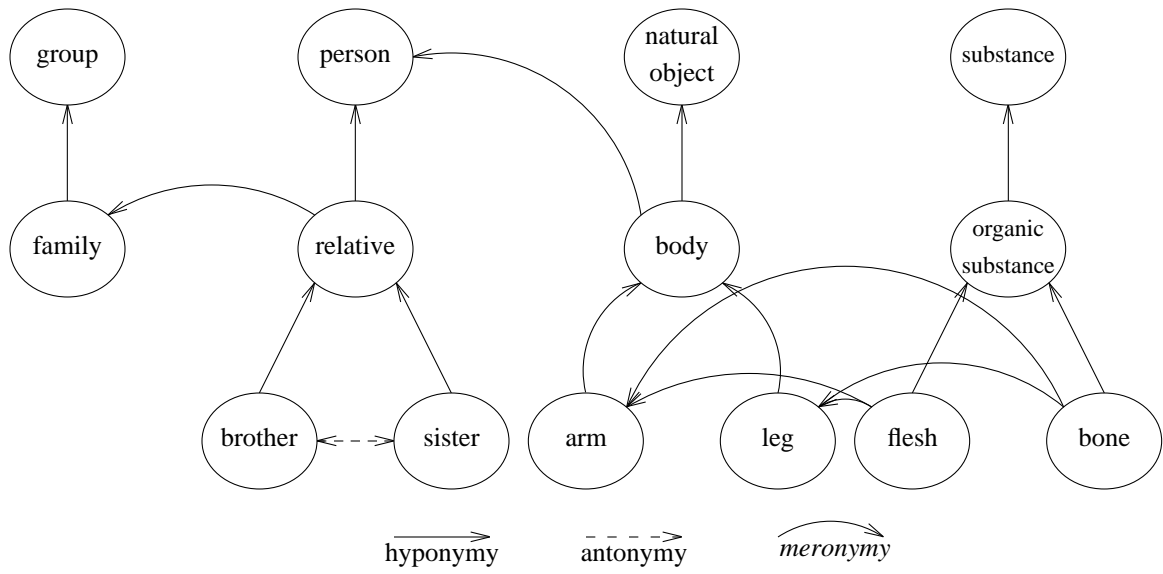 group
person
natural
object
substance
family
relative
body
organic
substance
brother
sister
arm
leg
flesh
bone
hyponymy
antonymy
meronymy